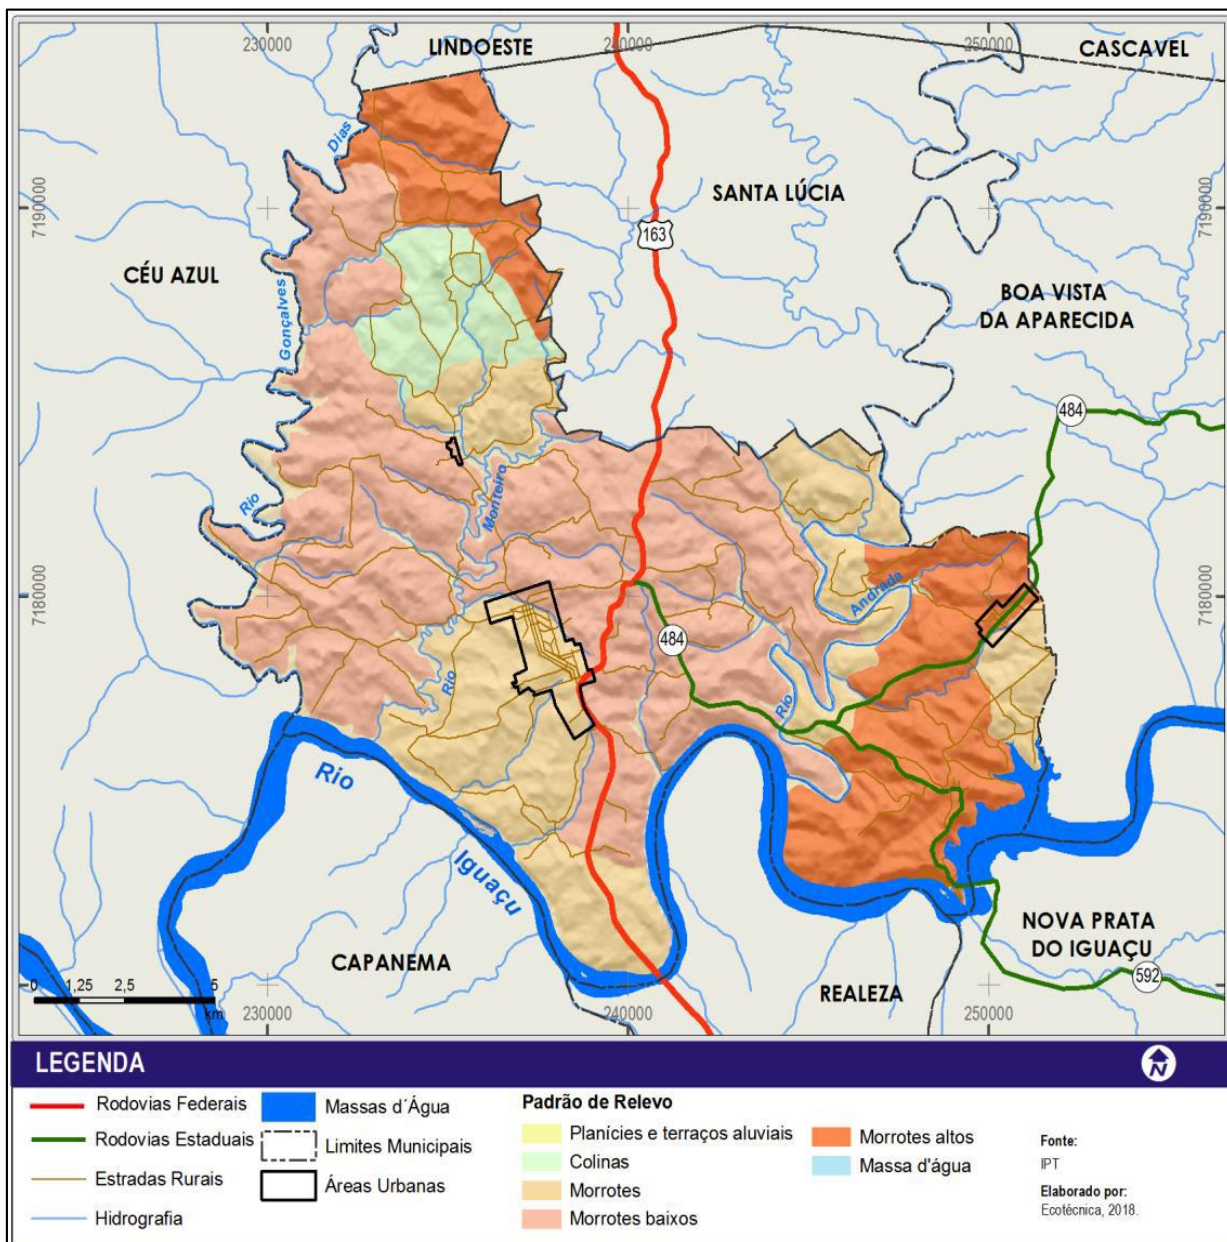 230000
240000
250000
LINDOESTE
CASCAVEL
Dias
7190000
7190000
SANTA LÚCIA
163
CÉU AZUL
Gonçalves
BOA VISTA
DA APARECIDA
484
Monteiro
Rio
7180000
7180000
Andrada
484
Rio
Rio
Rio
Iguaçu
CAPANEMA
NOVA PRATA
DO IGUAÇU
REALEZA
592
0 1,25 2,5 5
km
230000
240000
250000
LEGENDA
N
Rodovias Federais
Rodovias Estaduais
Estradas Rurais
Hidrografia
Massas d´Água
Limites Municipais
Áreas Urbanas
Padrão de Relevo
Planícies e terraços aluviais
Colinas
Morrotes
Morrotes baixos
Morrotes altos
Massa d'água
Fonte:
IPT
Elaborado por:
Ecotécnica, 2018.